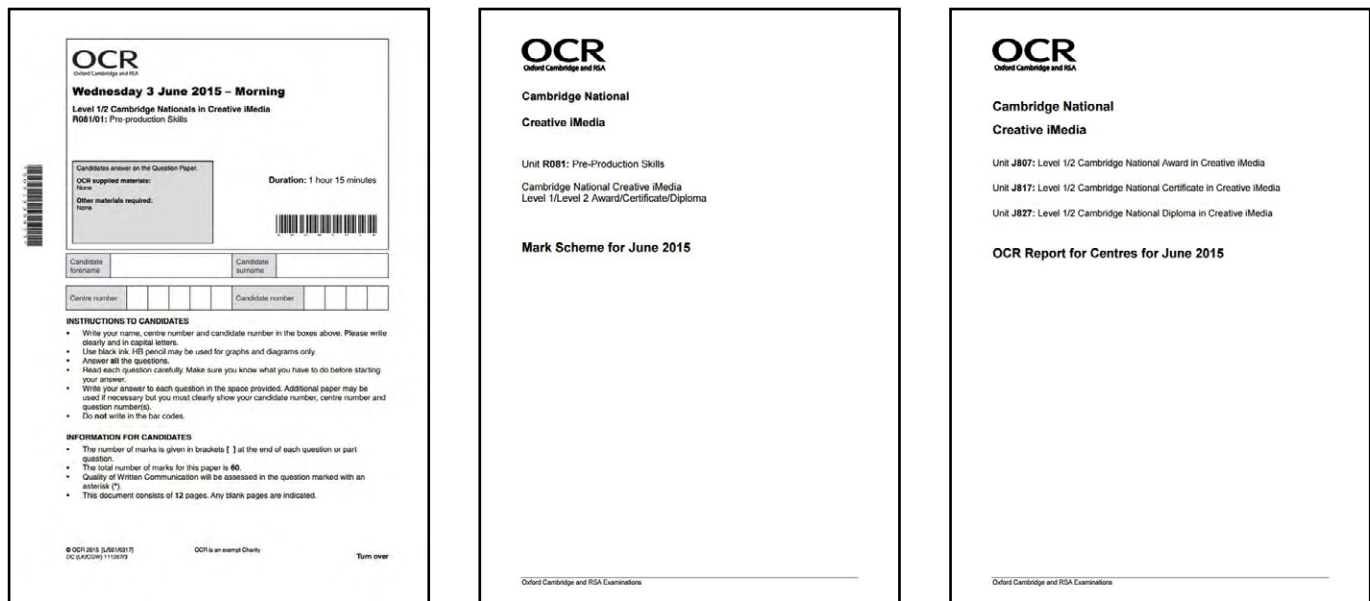 OCR
Oxford Cambridge and RSA
Wednesday 3 June 2015 – Morning
Level 1/2 Cambridge Nationals in Creative iMedia
R081/01: Pre-production Skills
Candidates answer on the Question Paper.
OCR supplied materials:
None
Other materials required:
None
Duration: 1 hour 15 minutes
Candidate
forename
Candidate
surname
Centre number
Candidate number
INSTRUCTIONS TO CANDIDATES
• Write your name, centre number and candidate number in the boxes above. Please write
clearly and in capital letters.
• Use black ink. HB pencil may be used for graphs and diagrams only.
• Answer all the questions.
• Read each question carefully. Make sure you know what you have to do before starting
your answer.
• Write your answer to each question in the space provided. Additional paper may be
used if necessary but you must clearly show your candidate number, centre number and
question number(s).
• Do not write in the bar codes.
INFORMATION FOR CANDIDATES
• The number of marks is given in brackets [ ] at the end of each question or part
question.
• The total number of marks for this paper is 60.
• Quality of Written Communication will be assessed in the question marked with an
asterisk (*).
• This document consists of 12 pages. Any blank pages are indicated.
© OCR 2015
OCR is an exempt Charity
Turn over
OCR
Oxford Cambridge and RSA
Cambridge National
Creative iMedia
Unit R081: Pre-Production Skills
Cambridge National Creative iMedia
Level 1/Level 2 Award/Certificate/Diploma
Mark Scheme for June 2015
Oxford Cambridge and RSA Examinations
OCR
Oxford Cambridge and RSA
Cambridge National
Creative iMedia
Unit J807: Level 1/2 Cambridge National Award in Creative iMedia
Unit J817: Level 1/2 Cambridge National Certificate in Creative iMedia
Unit J827: Level 1/2 Cambridge National Diploma in Creative iMedia
OCR Report for Centres for June 2015
Oxford Cambridge and RSA Examinations